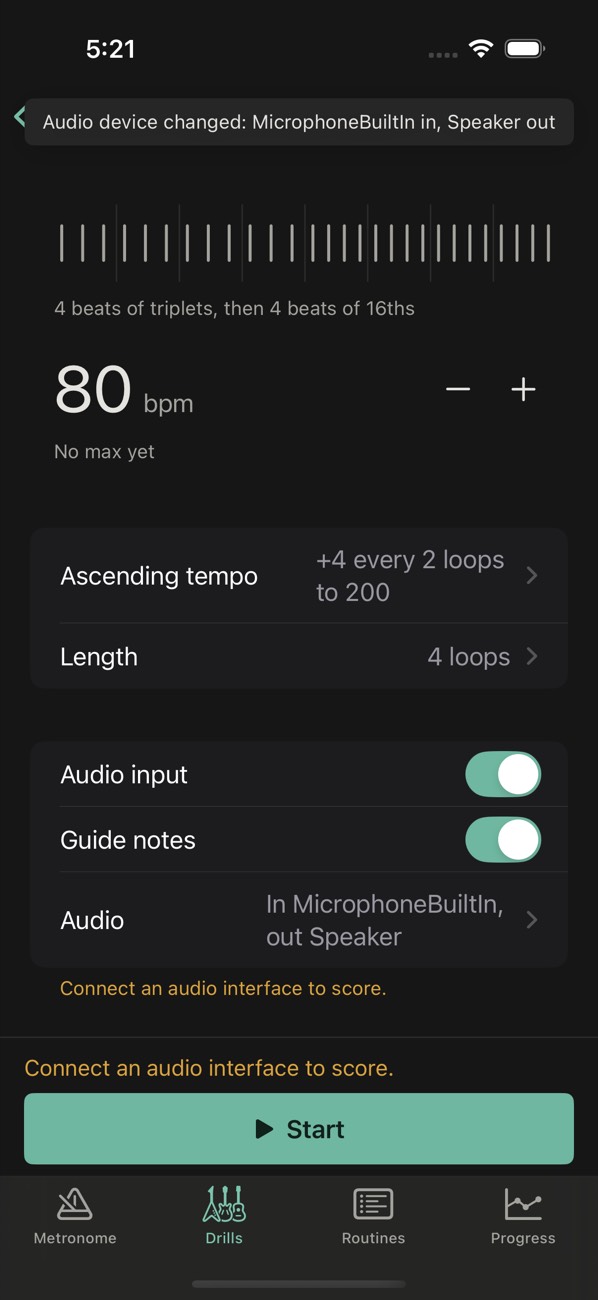 5:21
Audio device changed: MicrophoneBuiltIn in, Speaker out
4 beats of triplets, then 4 beats of 16ths
80 bpm
No max yet
Ascending tempo
+4 every 2 loops
to 200
Length
4 loops
Audio input
Guide notes
Audio
In MicrophoneBuiltIn,
out Speaker
Connect an audio interface to score.
Connect an audio interface to score.
Start
Metronome
Drills
Routines
Progress